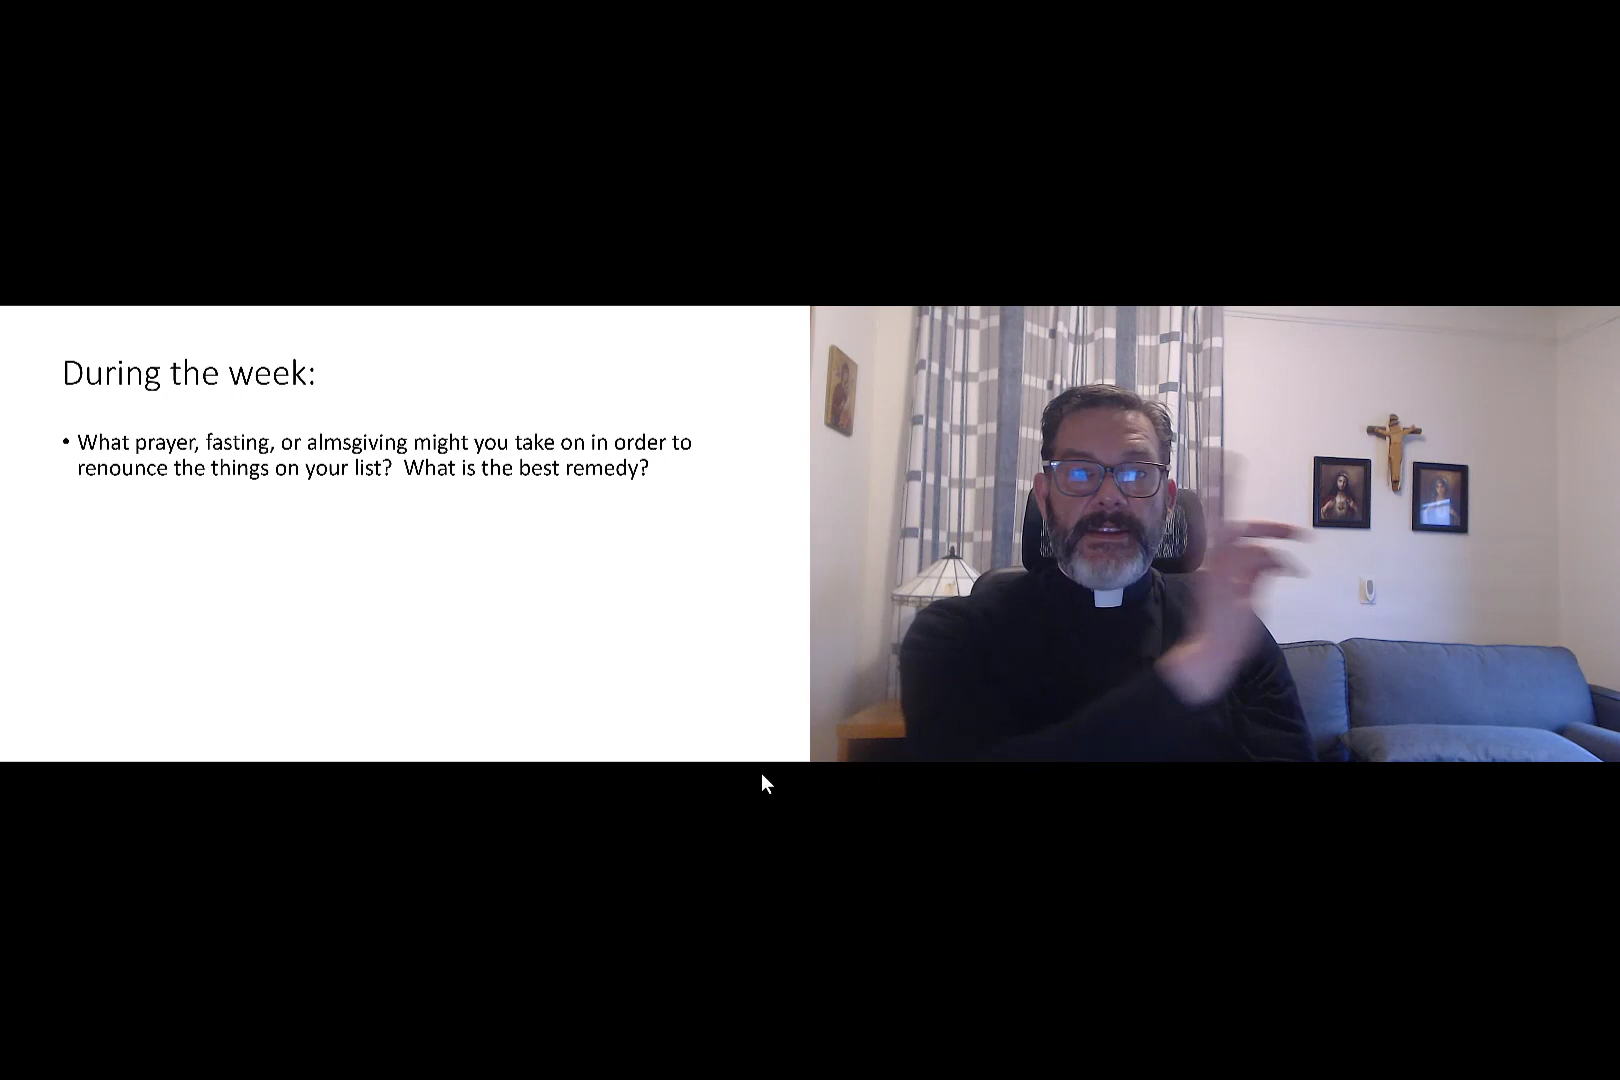 During the week:
• What prayer, fasting, or almsgiving might you take on in order to
renounce the things on your list?  What is the best remedy?